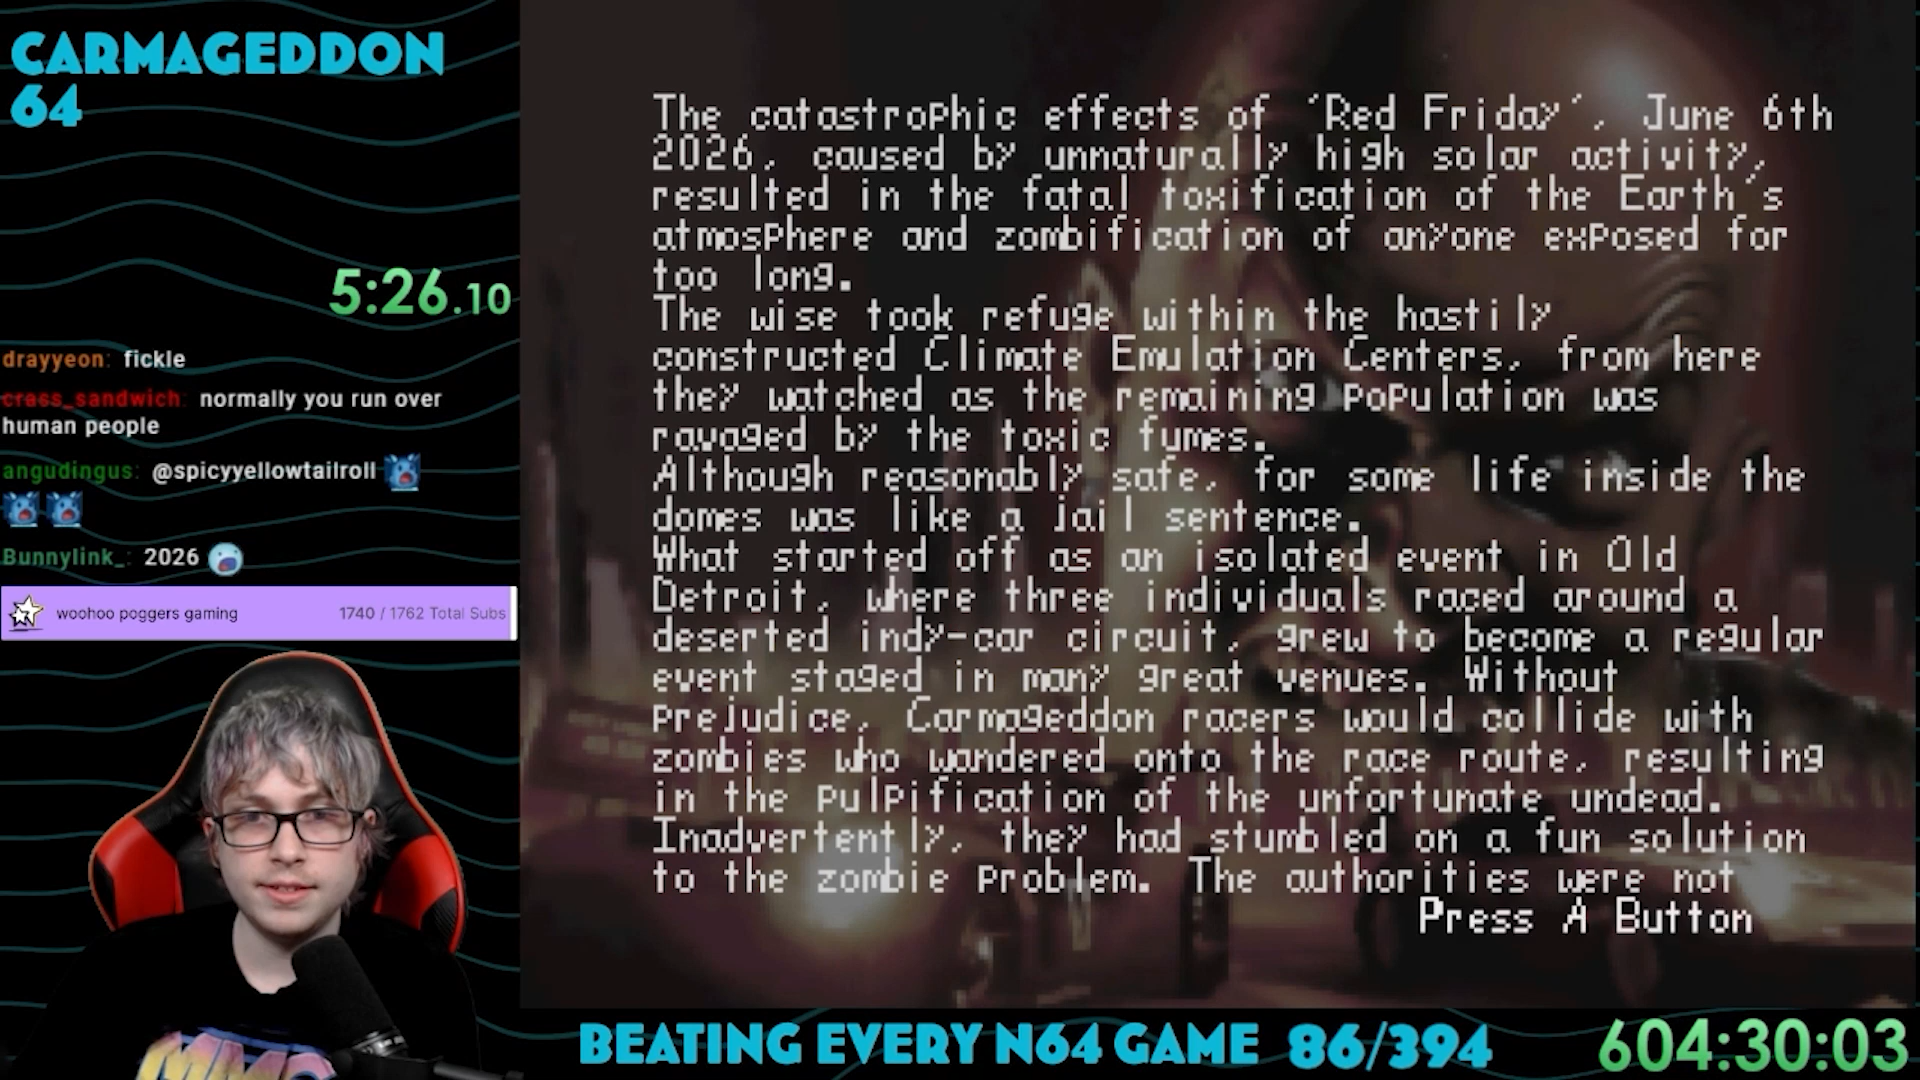 CARMAGEDDON
64
5:26.10
drayyeon: fickle
crass_sandwich: normally you run over
human people
angudingus: @spicyyellowtailroll
Bunnylink_: 2026
woohoo poggers gaming 1740 / 1762 Total Subs
The catastrophic effects of 'Red Friday', June 6th
2026, caused by unnaturally high solar activity,
resulted in the fatal toxification of the Earth's
atmosphere and zombification of anyone exposed for
too long.
The wise took refuge within the hastily
constructed Climate Emulation Centers, from here
they watched as the remaining population was
ravaged by the toxic fumes.
Although reasonably safe, for some life inside the
domes was like a jail sentence.
What started off as an isolated event in Old
Detroit, where three individuals raced around a
deserted indy-car circuit, grew to become a regular
event staged in many great venues. Without
prejudice, Carmageddon racers would collide with
zombies who wandered onto the race route, resulting
in the pulpification of the unfortunate undead.
Inadvertently, they had stumbled on a fun solution
to the zombie problem. The authorities were not
Press A Button
BEATING EVERY N64 GAME 86/394
604:30:03